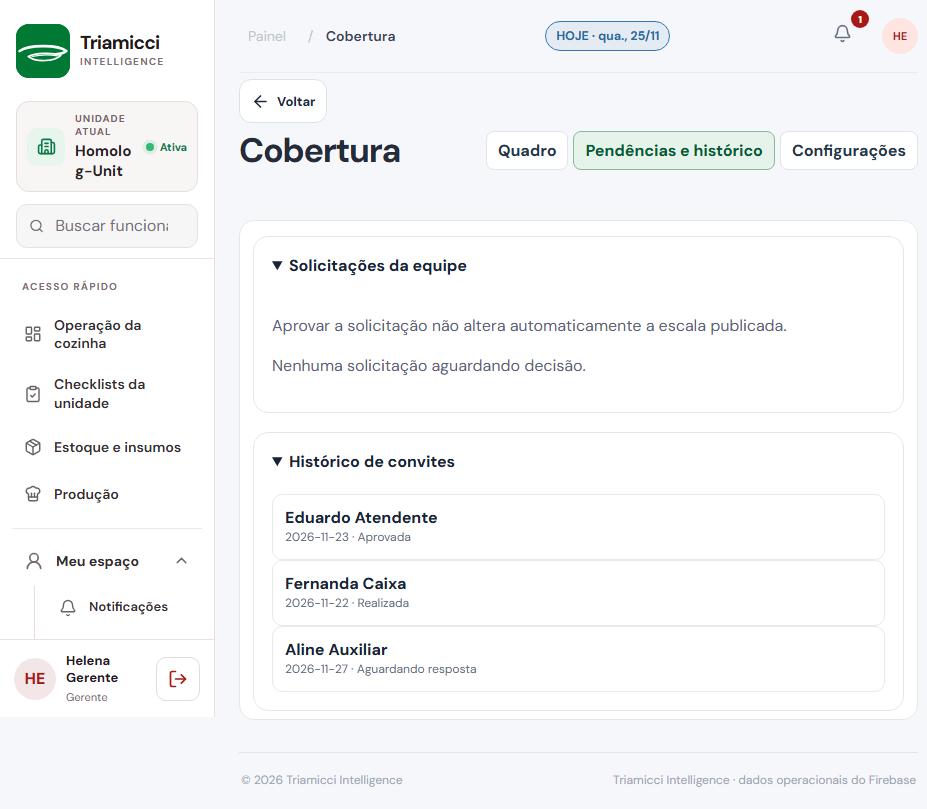 Triamicci
INTELLIGENCE
UNIDADE
ATUAL
Homolo
g-Unit
Ativa
Buscar funciona
ACESSO RÁPIDO
Operação da
cozinha
Checklists da
unidade
Estoque e insumos
Produção
Meu espaço
Notificações
HE
Helena
Gerente
Gerente
Painel / Cobertura
HOJE · qua., 25/11
1
HE
Voltar
Cobertura
Quadro
Pendências e histórico
Configurações
Solicitações da equipe
Aprovar a solicitação não altera automaticamente a escala publicada.
Nenhuma solicitação aguardando decisão.
Histórico de convites
Eduardo Atendente
2026-11-23 · Aprovada
Fernanda Caixa
2026-11-22 · Realizada
Aline Auxiliar
2026-11-27 · Aguardando resposta
© 2026 Triamicci Intelligence
Triamicci Intelligence · dados operacionais do Firebase